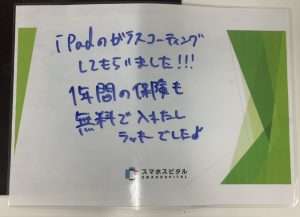 iPadのガラスコーティング
してもらいました!!!
1年間の保険も
無料で入れたし
ラッキーでした♪
スマホスピタル
SMAHOSPITAL